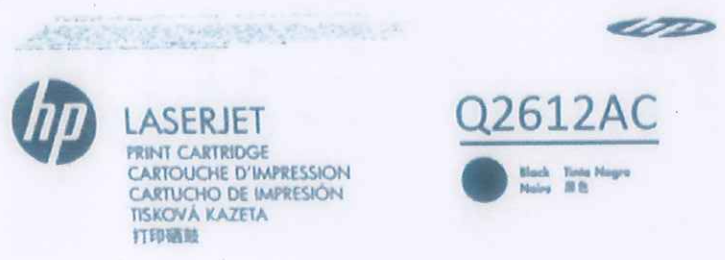 hp
hp
LASERJET
PRINT CARTRIDGE
CARTOUCHE D'IMPRESSION
CARTUCHO DE IMPRESIÓN
TISKOVÁ KAZETA
打印硒鼓
Q2612AC
Black Tinta Negra
Noire 黑色